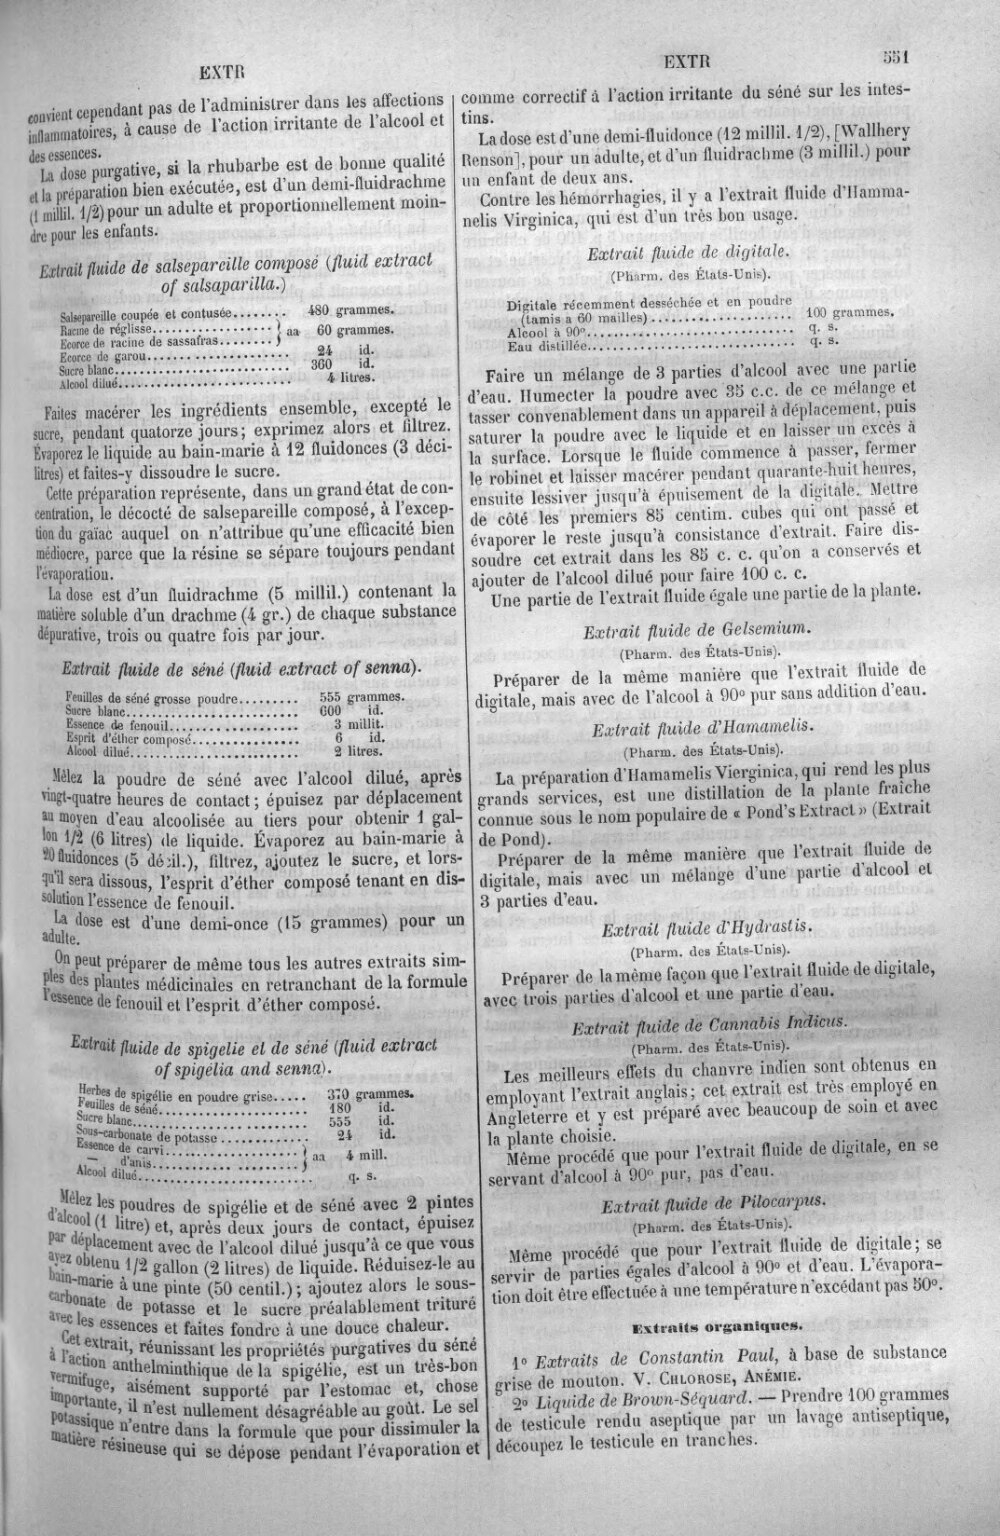 EXTR
convient cependant pas de l'administrer dans les affections
inflammatoires, à cause de l'action irritante de l'alcool et
des essences.
La dose purgative, si la rhubarbe est de bonne qualité
et la préparation bien exécutée, est d'un demi-fluidrachme
(1 millil. 1/2) pour un adulte et proportionnellement moin-
dre pour les enfants.
Extrait fluide de salsepareille composé (fluid extract
of salsaparilla.)
Salsepareille coupée et contusée........ 480 grammes.
Racine de réglisse.................. } aa 60 grammes.
Ecorce de racine de sassafras........ }
Ecorce de garou...................... 24 id.
Sucre blanc.......................... 360 id.
Alcool dilué.......................... 4 litres.
Faites macérer les ingrédients ensemble, excepté le
sucre, pendant quatorze jours; exprimez alors et filtrez.
Evaporez le liquide au bain-marie à 12 fluidonces (3 déci-
litres) et faites-y dissoudre le sucre.
Cette préparation représente, dans un grand état de con-
centration, le décocté de salsepareille composé, à l'excep-
tion du gaïac auquel on n'attribue qu'une efficacité bien
médiocre, parce que la résine se sépare toujours pendant
l'évaporation.
La dose est d'un fluidrachme (5 millil.) contenant la
matière soluble d'un drachme (4 gr.) de chaque substance
dépurative, trois ou quatre fois par jour.
Extrait fluide de séné (fluid extract of senna).
Feuilles de séné grosse poudre......... 555 grammes.
Sucre blanc......................... 600 id.
Essence de fenouil.................... 3 millit.
Esprit d'éther composé................ 6 id.
Alcool dilué......................... 2 litres.
Mêlez la poudre de séné avec l'alcool dilué, après
vingt-quatre heures de contact; épuisez par déplacement
au moyen d'eau alcoolisée au tiers pour obtenir 1 gal-
lon 1/2 (6 litres) de liquide. Évaporez au bain-marie à
20 fluidonces (5 décil.), filtrez, ajoutez le sucre, et lors-
qu'il sera dissous, l'esprit d'éther composé tenant en dis-
solution l'essence de fenouil.
La dose est d'une demi-once (15 grammes) pour un
adulte.
On peut préparer de même tous les autres extraits sim-
ples des plantes médicinales en retranchant de la formule
l'essence de fenouil et l'esprit d'éther composé.
Extrait fluide de spigelie et de séné (fluid extract
of spigélia and senna).
Herbes de spigélie en poudre grise..... 370 grammes.
Feuilles de séné....................... 180 id.
Sucre blanc........................... 555 id.
Sous-carbonate de potasse ............. 24 id.
Essence de carvi..................... } aa 4 mill.
— d'anis..................... }
Alcool dilué........................... q. s.
Mêlez les poudres de spigélie et de séné avec 2 pintes
d'alcool (1 litre) et, après deux jours de contact, épuisez
par déplacement avec de l'alcool dilué jusqu'à ce que vous
ayez obtenu 1/2 gallon (2 litres) de liquide. Réduisez-le au
bain-marie à une pinte (50 centil.); ajoutez alors le sous-
carbonate de potasse et le sucre préalablement trituré
avec les essences et faites fondre à une douce chaleur.
Cet extrait, réunissant les propriétés purgatives du séné
à l'action anthelminthique de la spigélie, est un très-bon
vermifuge, aisément supporté par l'estomac et, chose
importante, il n'est nullement désagréable au goût. Le sel
potassique n'entre dans la formule que pour dissimuler la
matière résineuse qui se dépose pendant l'évaporation et
EXTR 551
comme correctif à l'action irritante du séné sur les intes-
tins.
La dose est d'une demi-fluidonce (12 millil. 1/2), [Wallhery
Renson], pour un adulte, et d'un fluidrachme (3 millil.) pour
un enfant de deux ans.
Contre les hémorrhagies, il y a l'extrait fluide d'Hamma-
nelis Virginica, qui est d'un très bon usage.
Extrait fluide de digitale.
(Pharm. des États-Unis).
Digitale récemment desséchée et en poudre
(tamis a 60 mailles) ..................... 100 grammes.
Alcool à 90°............................. q. s.
Eau distillée............................. q. s.
Faire un mélange de 3 parties d'alcool avec une partie
d'eau. Humecter la poudre avec 35 c.c. de ce mélange et
tasser convenablement dans un appareil à déplacement, puis
saturer la poudre avec le liquide et en laisser un excès à
la surface. Lorsque le fluide commence à passer, fermer
le robinet et laisser macérer pendant quarante-huit heures,
ensuite lessiver jusqu'à épuisement de la digitale. Mettre
de côté les premiers 85 centim. cubes qui ont passé et
évaporer le reste jusqu'à consistance d'extrait. Faire dis-
soudre cet extrait dans les 85 c. c. qu'on a conservés et
ajouter de l'alcool dilué pour faire 100 c. c.
Une partie de l'extrait fluide égale une partie de la plante.
Extrait fluide de Gelsemium.
(Pharm. des États-Unis).
Préparer de la même manière que l'extrait fluide de
digitale, mais avec de l'alcool à 90° pur sans addition d'eau.
Extrait fluide d'Hamamelis.
(Pharm. des États-Unis).
La préparation d'Hamamelis Vierginica, qui rend les plus
grands services, est une distillation de la plante fraîche
connue sous le nom populaire de « Pond's Extract » (Extrait
de Pond).
Préparer de la même manière que l'extrait fluide de
digitale, mais avec un mélange d'une partie d'alcool et
3 parties d'eau.
Extrait fluide d'Hydrastis.
(Pharm. des États-Unis).
Préparer de la même façon que l'extrait fluide de digitale,
avec trois parties d'alcool et une partie d'eau.
Extrait fluide de Cannabis Indicus.
(Pharm. des États-Unis).
Les meilleurs effets du chanvre indien sont obtenus en
employant l'extrait anglais; cet extrait est très employé en
Angleterre et y est préparé avec beaucoup de soin et avec
la plante choisie.
Même procédé que pour l'extrait fluide de digitale, en se
servant d'alcool à 90° pur, pas d'eau.
Extrait fluide de Pilocarpus.
(Pharm. des États-Unis).
Même procédé que pour l'extrait fluide de digitale; se
servir de parties égales d'alcool à 90° et d'eau. L'évapora-
tion doit être effectuée à une température n'excédant pas 50°.
Extraits organiques.
1° Extraits de Constantin Paul, à base de substance
grise de mouton. V. CHLOROSE, ANÉMIE.
2° Liquide de Brown-Séquard. — Prendre 100 grammes
de testicule rendu aseptique par un lavage antiseptique,
découpez le testicule en tranches.